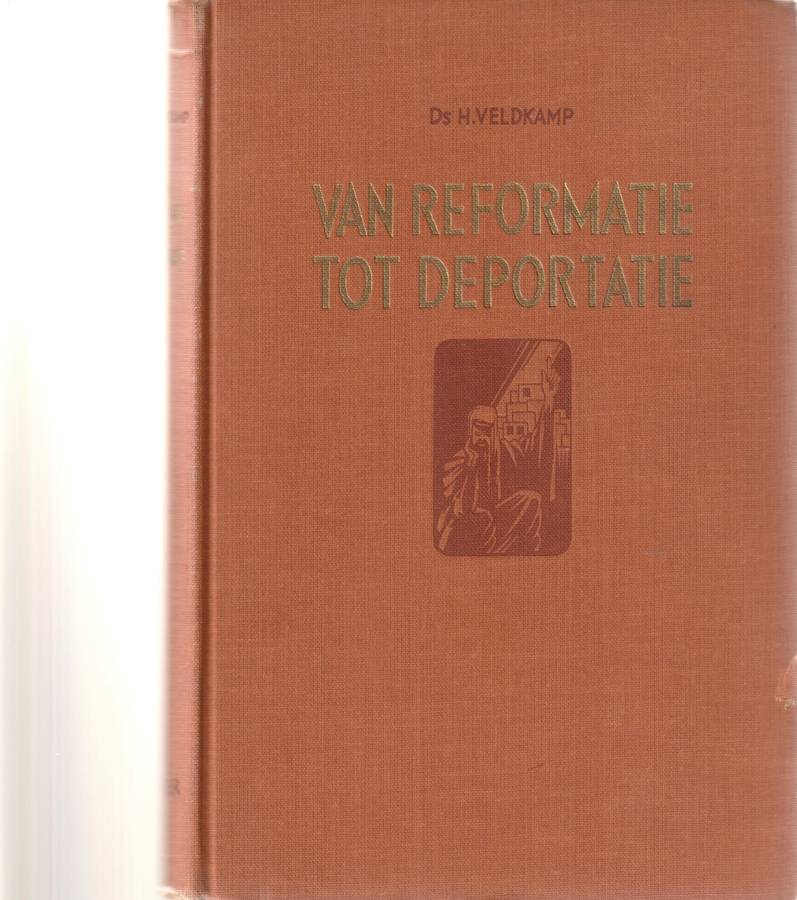 Ds H.VELDKAMP
VAN REFORMATIE
TOT DEPORTATIE